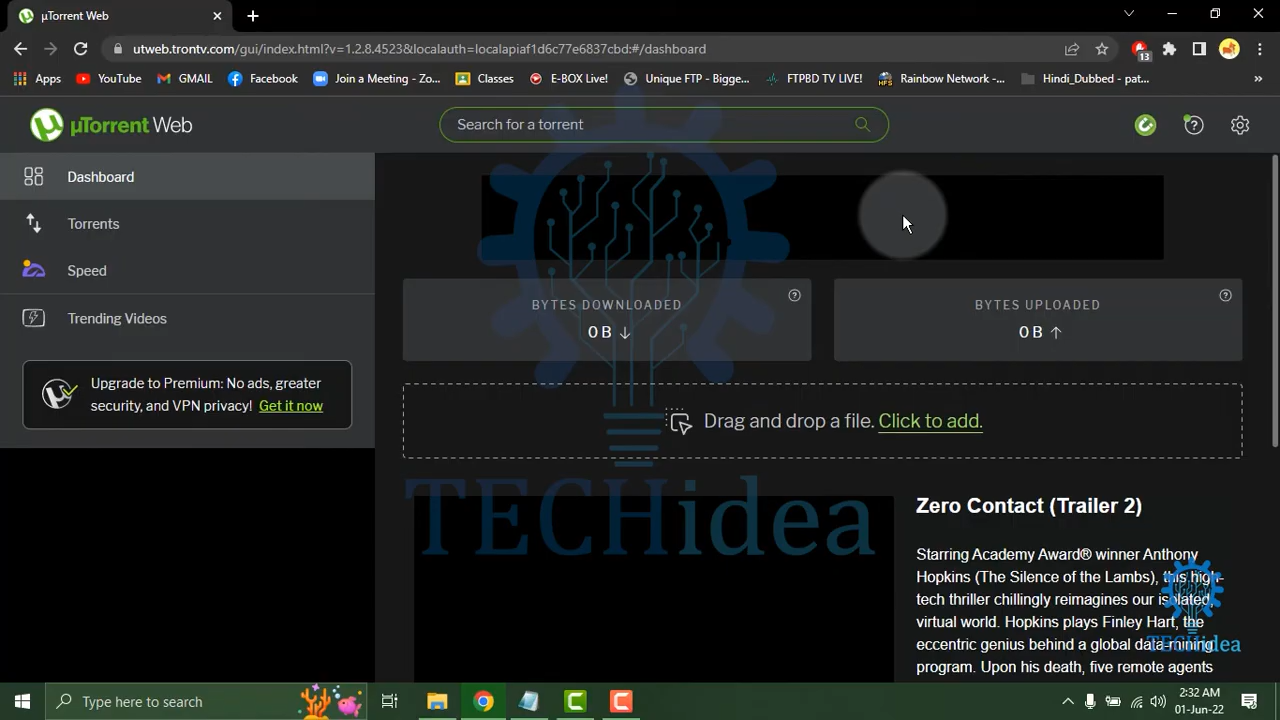 µTorrent Web
utweb.trontv.com/gui/index.html?v=1.2.8.4523&localauth=localapiaf1d6c77e6837cbd:#/dashboard
13
Apps
YouTube
GMAIL
Facebook
Join a Meeting - Zo...
Classes
E-BOX Live!
Unique FTP - Bigge...
FTPBD TV LIVE!
HFS
Rainbow Network -...
Hindi_Dubbed - pat...
µTorrent Web
Search for a torrent
Dashboard
Torrents
Speed
Trending Videos
Upgrade to Premium: No ads, greater
security, and VPN privacy! Get it now
BYTES DOWNLOADED
0 B ↓
BYTES UPLOADED
0 B ↑
Drag and drop a file. Click to add.
TECHidea
Zero Contact (Trailer 2)
Starring Academy Award® winner Anthony
Hopkins (The Silence of the Lambs), this high-
tech thriller chillingly reimagines our isolated,
virtual world. Hopkins plays Finley Hart, the
eccentric genius behind a global data-mining
program. Upon his death, five remote agents
TECHidea
Type here to search
2:32 AM
01-Jun-22